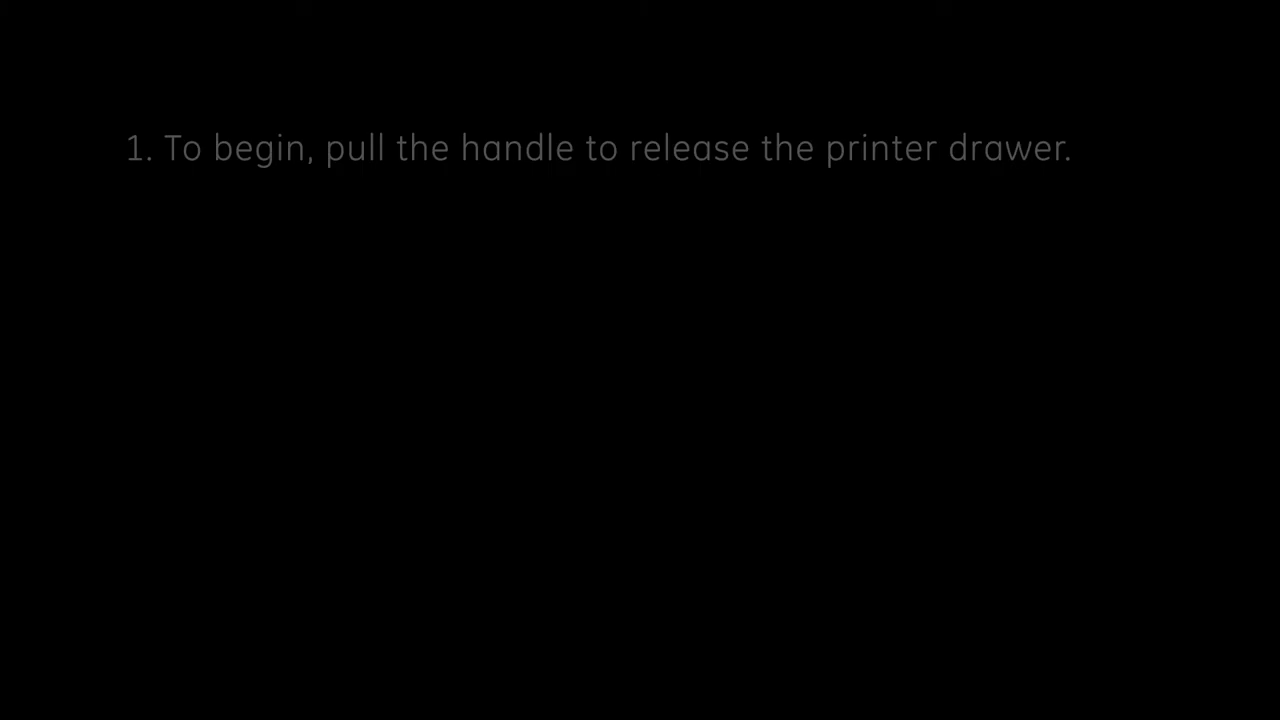 1. To begin, pull the handle to release the printer drawer.